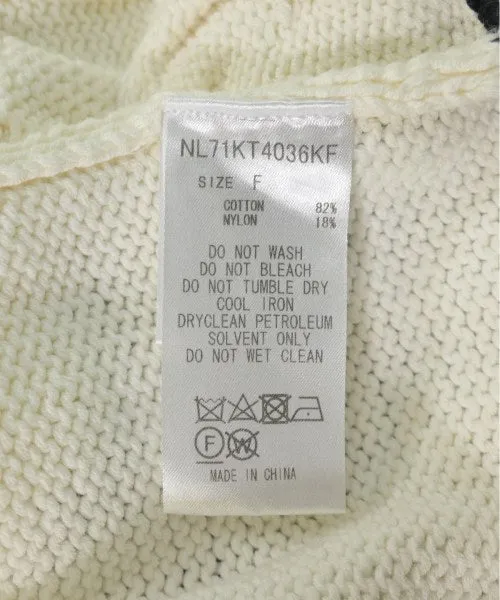 NL71KT4036KF
SIZE F
COTTON 82%
NYLON 18%
DO NOT WASH
DO NOT BLEACH
DO NOT TUMBLE DRY
COOL IRON
DRYCLEAN PETROLEUM
SOLVENT ONLY
DO NOT WET CLEAN
F W
MADE IN CHINA